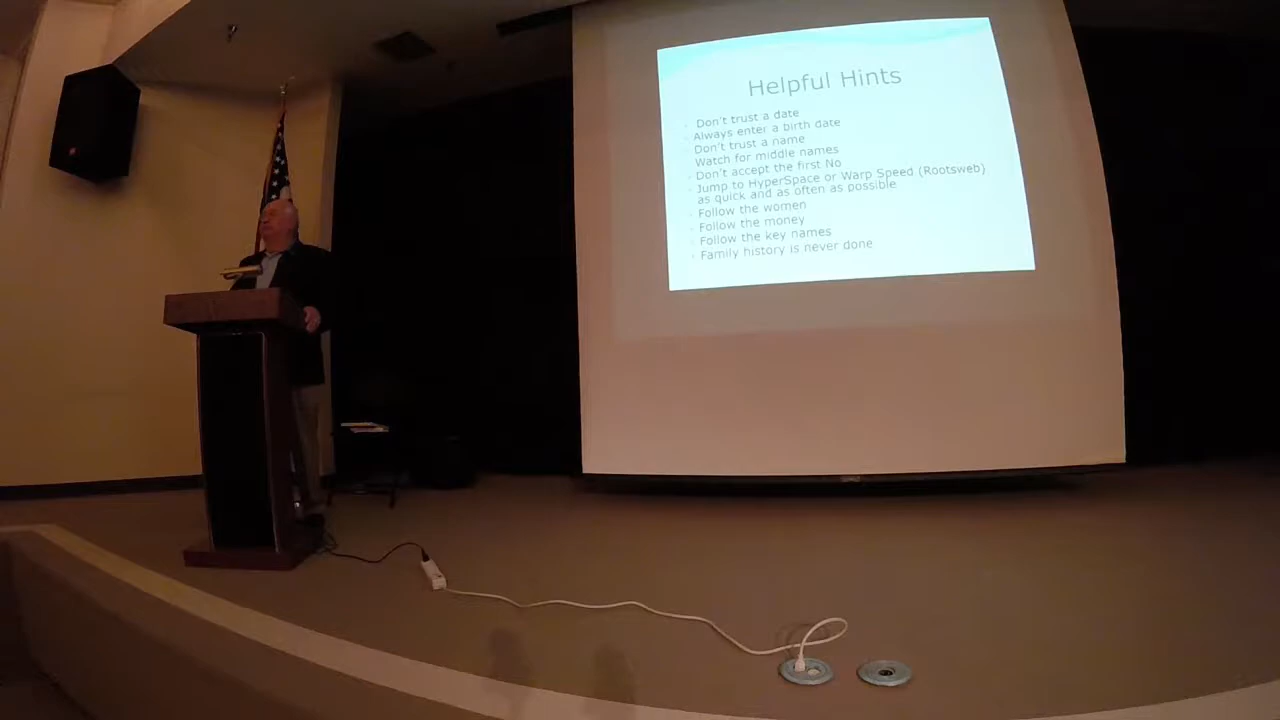 Helpful Hints
Don't trust a date
Always enter a birth date
Don't trust a name
Watch for middle names
Don't accept the first No
Jump to HyperSpace or Warp Speed (Rootsweb)
as quick and as often as possible
Follow the women
Follow the money
Follow the key names
Family history is never done